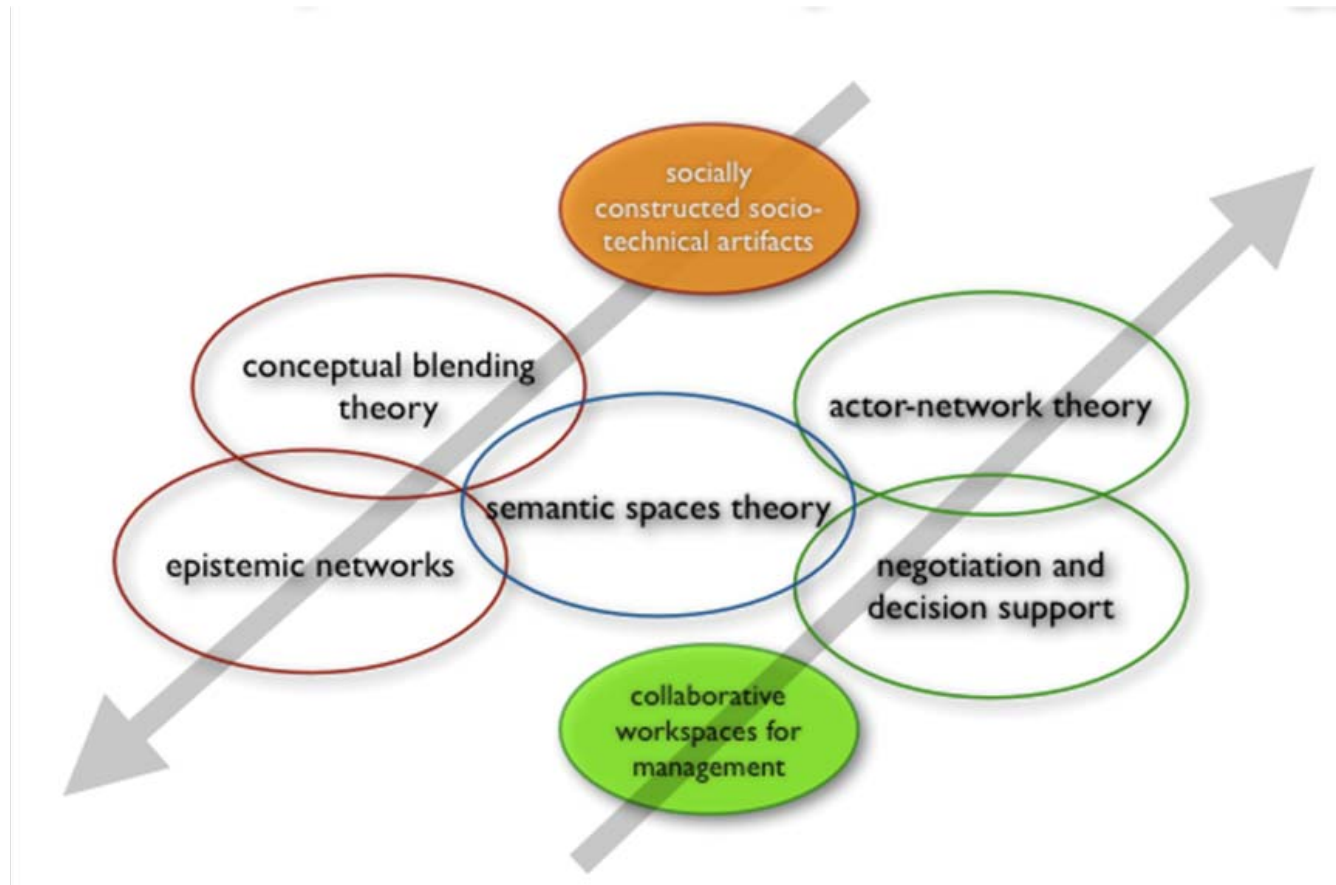 socially
constructed socio-
technical artifacts
conceptual blending
theory
actor-network theory
semantic spaces theory
epistemic networks
negotiation and
decision support
collaborative
workspaces for
management